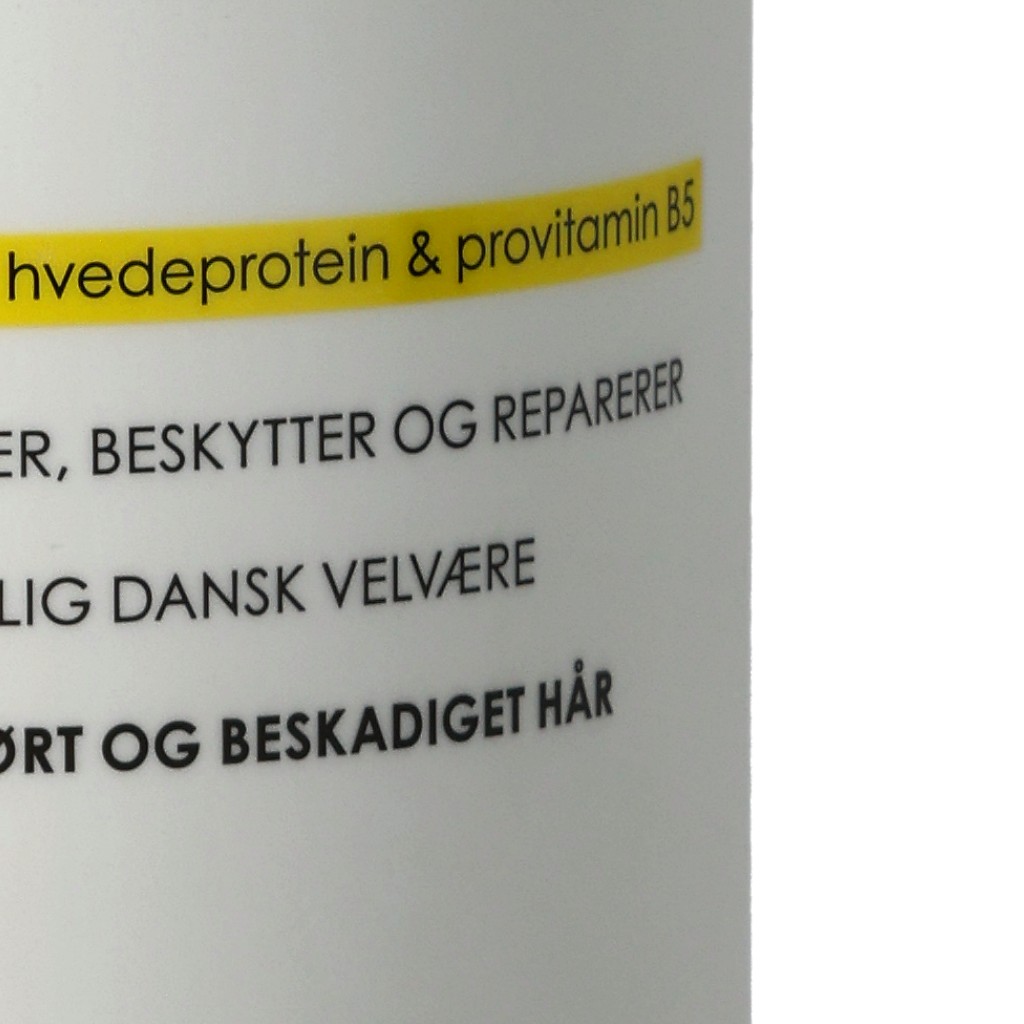 hvedeprotein & provitamin B5
ER, BESKYTTER OG REPARERER
LIG DANSK VELVÆRE
ØRT OG BESKADIGET HÅR